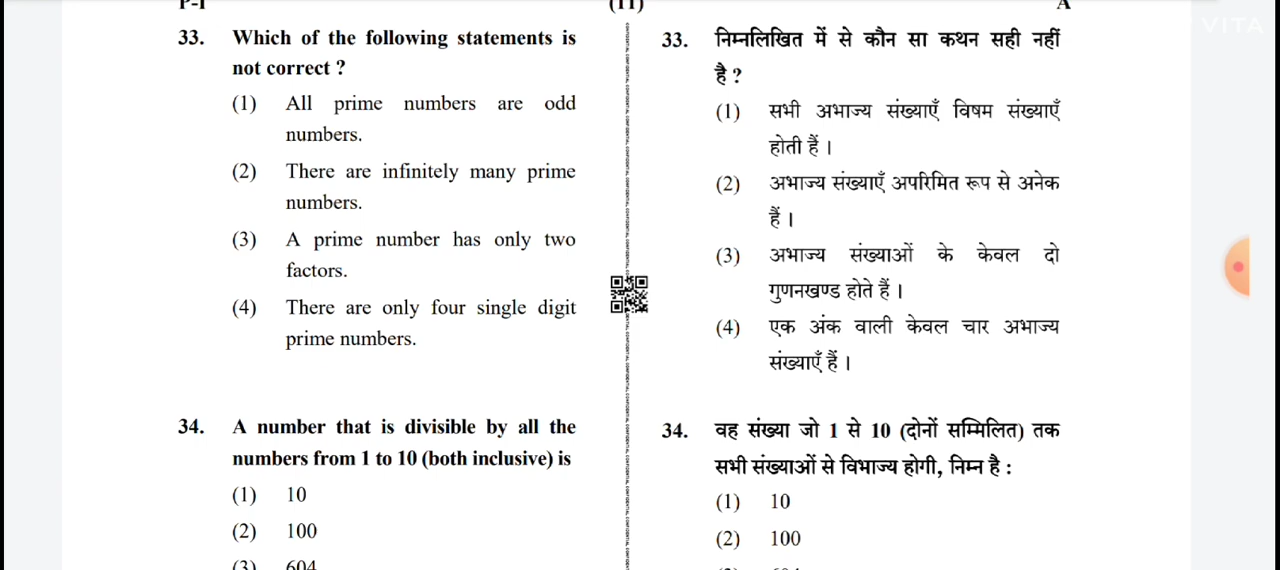 P-I
(11)
A
VITA
33. Which of the following statements is
not correct ?
(1) All prime numbers are odd
numbers.
(2) There are infinitely many prime
numbers.
(3) A prime number has only two
factors.
(4) There are only four single digit
prime numbers.
34. A number that is divisible by all the
numbers from 1 to 10 (both inclusive) is
(1) 10
(2) 100
(3) 604
33. निम्नलिखित में से कौन सा कथन सही नहीं
है ?
(1) सभी अभाज्य संख्याएँ विषम संख्याएँ
होती हैं ।
(2) अभाज्य संख्याएँ अपरिमित रूप से अनेक
हैं ।
(3) अभाज्य संख्याओं के केवल दो
गुणनखण्ड होते हैं ।
(4) एक अंक वाली केवल चार अभाज्य
संख्याएँ हैं ।
34. वह संख्या जो 1 से 10 (दोनों सम्मिलित) तक
सभी संख्याओं से विभाज्य होगी, निम्न है :
(1) 10
(2) 100